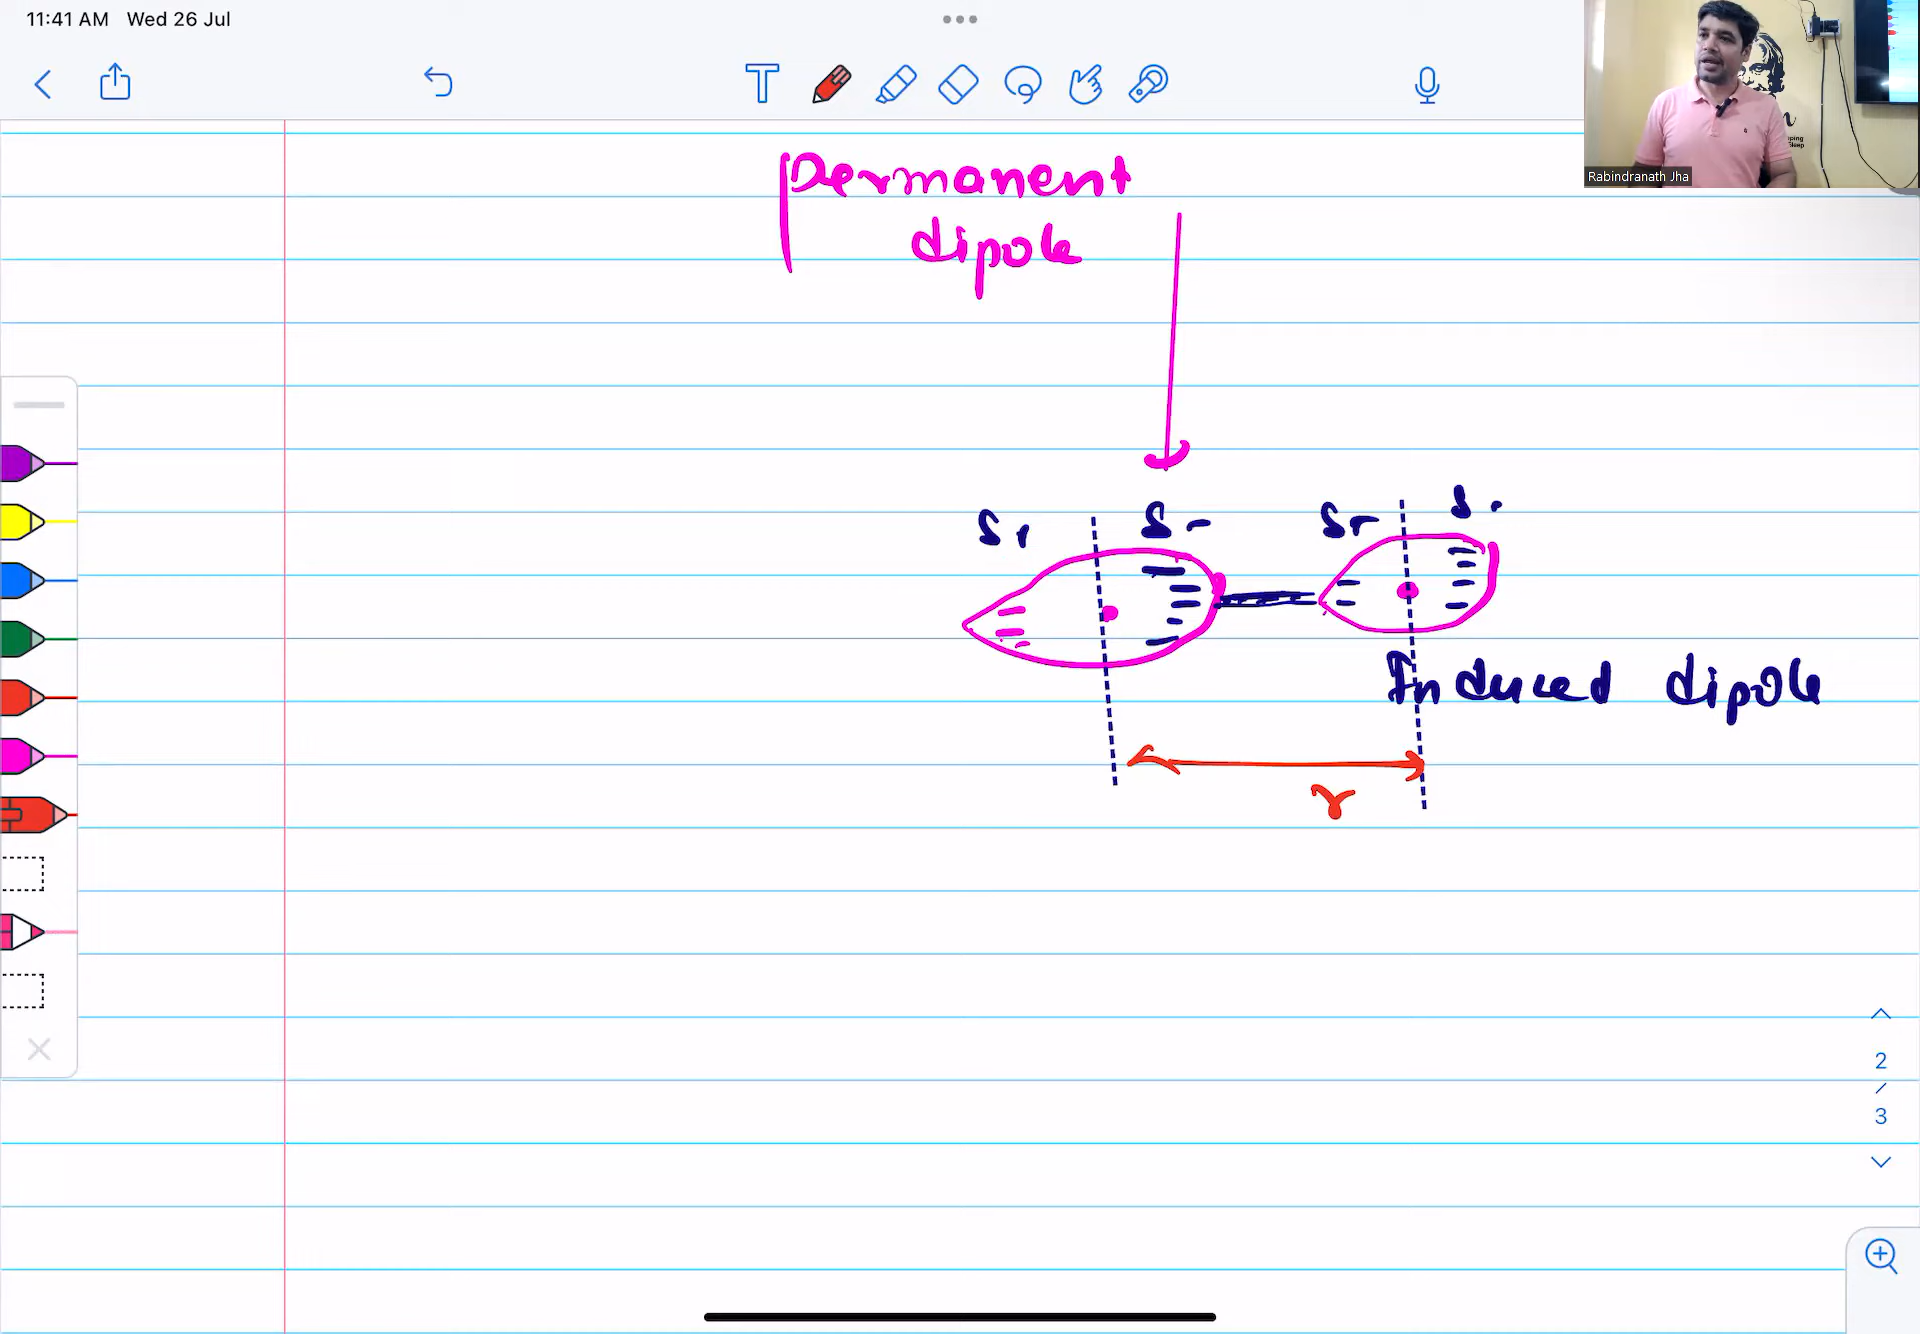 11:41 AM Wed 26 Jul
Rabindranath Jha
Permanent
dipole
δ-
Induced dipole
r
2
3